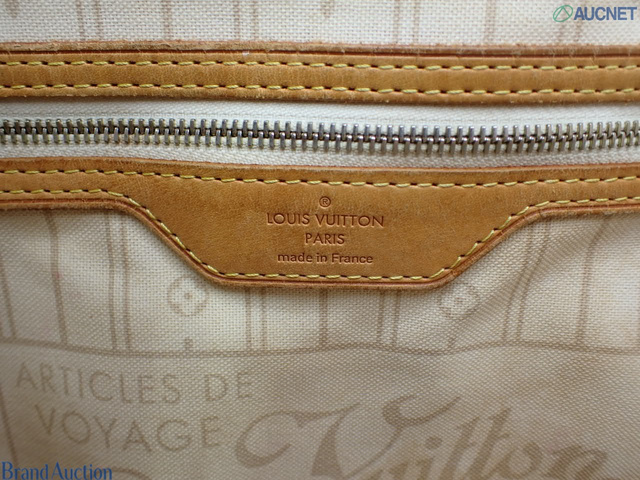 AUCNET
®
LOUIS VUITTON
PARIS
made in France
ARTICLES DE
VOYAGE
Vuitton
Brand Auction